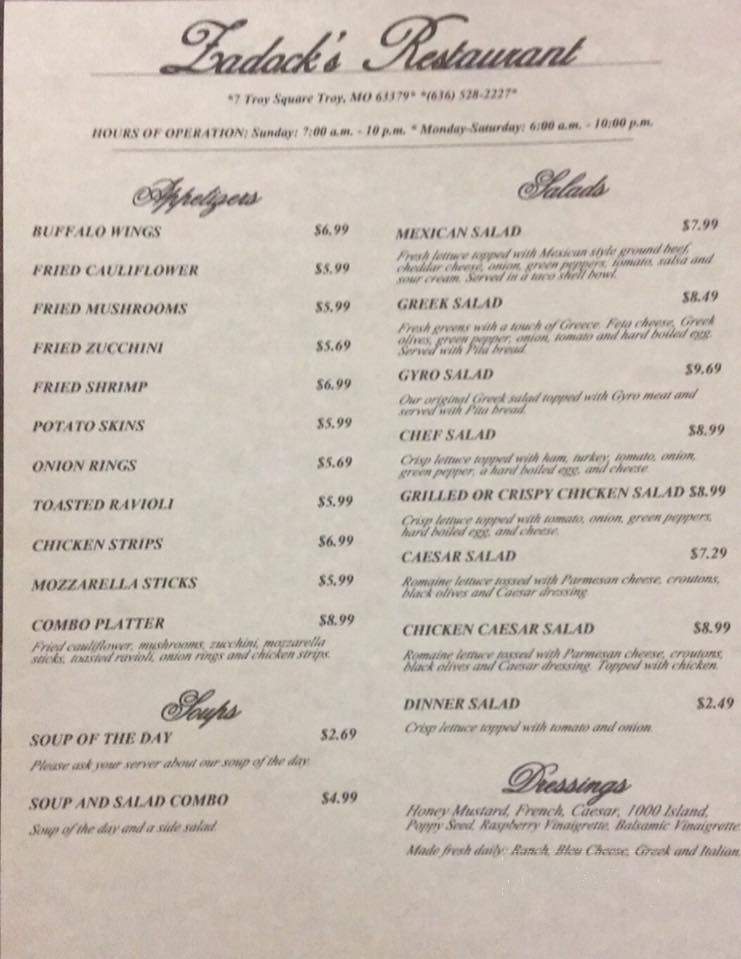 Zadock's Restaurant
*7 Troy Square Troy, MO 63379* *(636) 528-2227*
HOURS OF OPERATION: Sunday: 7:00 a.m. - 10 p.m. * Monday-Saturday: 6:00 a.m. - 10:00 p.m.
Appetizers
BUFFALO WINGS $6.99
FRIED CAULIFLOWER $5.99
FRIED MUSHROOMS $5.99
FRIED ZUCCHINI $5.69
FRIED SHRIMP $6.99
POTATO SKINS $5.99
ONION RINGS $5.69
TOASTED RAVIOLI $5.99
CHICKEN STRIPS $6.99
MOZZARELLA STICKS $5.99
COMBO PLATTER $8.99
Fried cauliflower, mushrooms, zucchini, mozzarella
sticks, toasted ravioli, onion rings and chicken strips.
Soups
SOUP OF THE DAY $2.69
Please ask your server about our soup of the day.
SOUP AND SALAD COMBO $4.99
Soup of the day and a side salad.
Salads
MEXICAN SALAD $7.99
Fresh lettuce topped with Mexican style ground beef,
cheddar cheese, onion, green peppers, tomato, salsa and
sour cream. Served in a taco shell bowl.
GREEK SALAD $8.49
Fresh greens with a touch of Greece. Feta cheese, Greek
olives, green pepper, onion, tomato and hard boiled egg.
Served with Pita bread.
GYRO SALAD $9.69
Our original Greek salad topped with Gyro meat and
served with Pita bread.
CHEF SALAD $8.99
Crisp lettuce topped with ham, turkey, tomato, onion,
green pepper, a hard boiled egg, and cheese.
GRILLED OR CRISPY CHICKEN SALAD $8.99
Crisp lettuce topped with tomato, onion, green peppers,
hard boiled egg, and cheese.
CAESAR SALAD $7.29
Romaine lettuce tossed with Parmesan cheese, croutons,
black olives and Caesar dressing.
CHICKEN CAESAR SALAD $8.99
Romaine lettuce tossed with Parmesan cheese, croutons,
black olives and Caesar dressing. Topped with chicken.
DINNER SALAD $2.49
Crisp lettuce topped with tomato and onion.
Dressings
Honey Mustard, French, Caesar, 1000 Island,
Poppy Seed, Raspberry Vinaigrette, Balsamic Vinaigrette.
Made fresh daily: Ranch, Bleu Cheese, Greek and Italian.